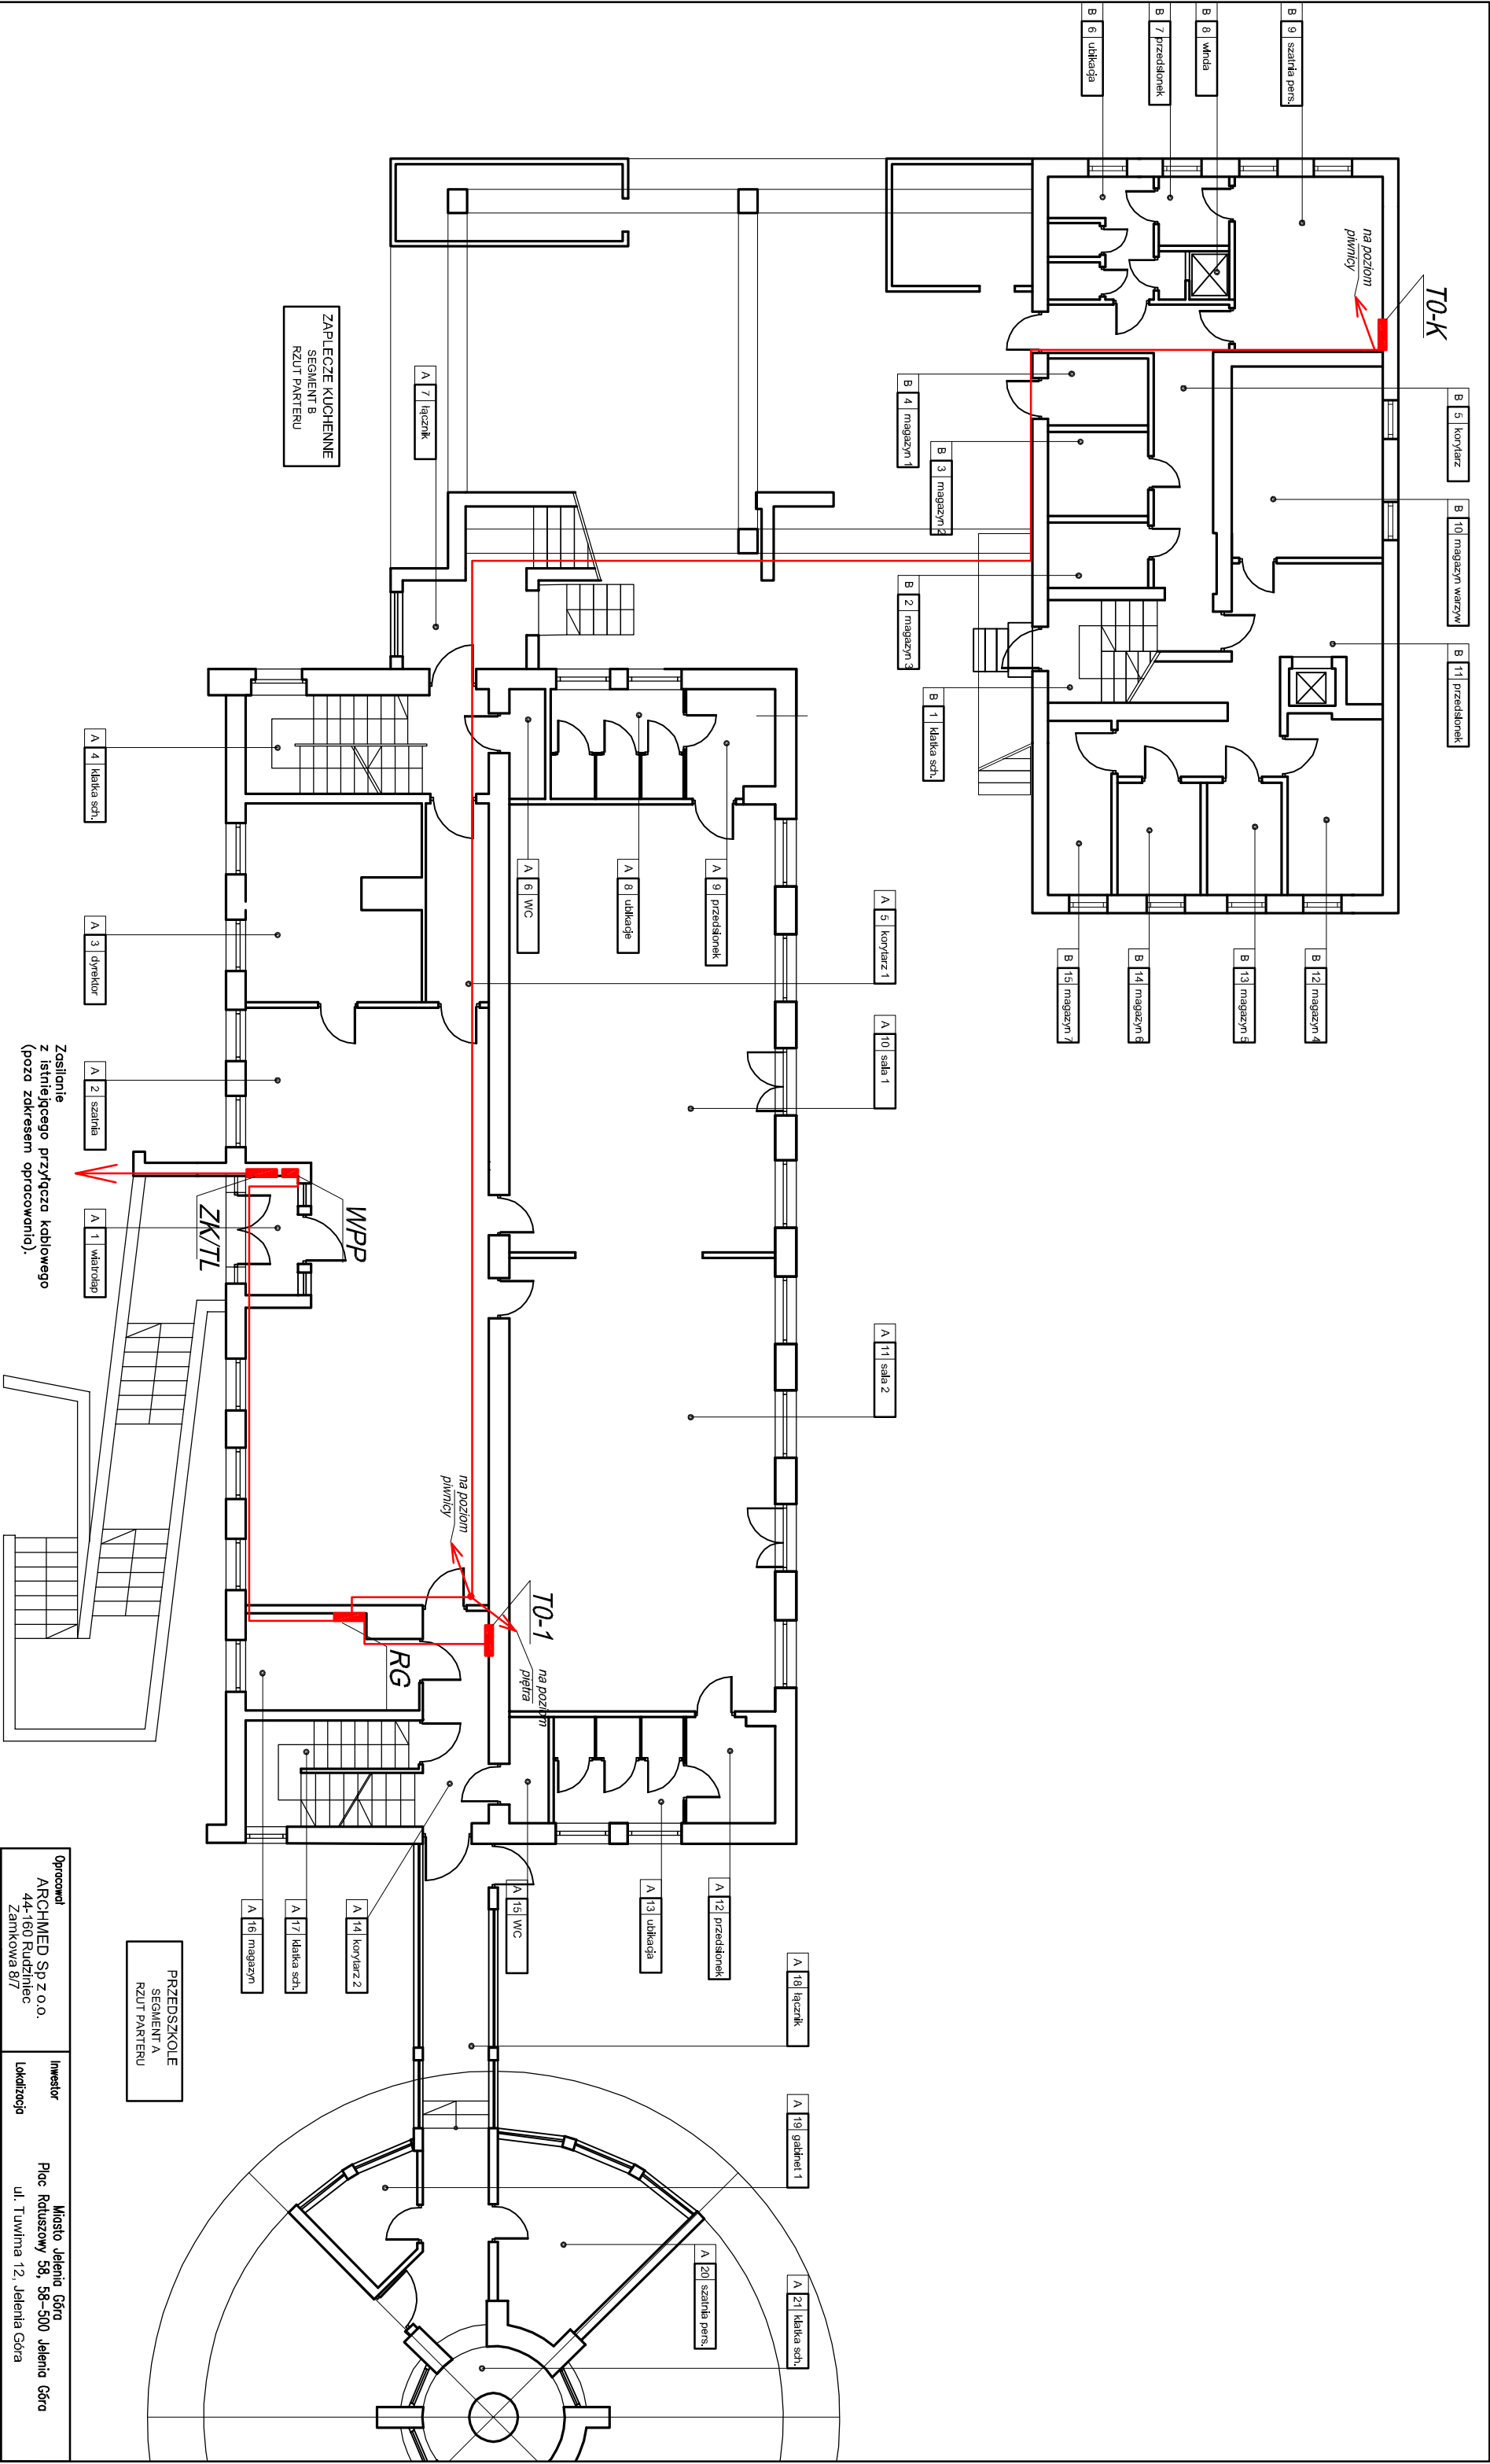 B 9 szatnia pers.
B 8 winda
B 7 przedsionek
B 6 ubikacja
T0-K
na poziom
piwnicy
B 5 korytarz
B 10 magazyn warzyw
B 11 przedsionek
B 4 magazyn 1
B 3 magazyn 2
B 2 magazyn 3
B 1 klatka sch.
B 12 magazyn 4
B 13 magazyn 5
B 14 magazyn 6
B 15 magazyn 7
ZAPLECZE KUCHENNE
SEGMENT B
RZUT PARTERU
A 7 łącznik
A 5 korytarz 1
A 10 sala 1
A 11 sala 2
A 9 przedsionek
A 8 ubikacje
A 6 WC
A 4 klatka sch.
A 3 dyrektor
A 2 szatnia
A 1 wiatrołap
Zasilanie
z istniejącego przyłącza kablowego
(poza zakresem opracowania).
WPP
ZK/TL
na poziom
piwnicy
T0-1
na poziom
piętra
RG
A 12 przedsionek
A 13 ubikacja
A 15 WC
A 14 korytarz 2
A 17 klatka sch.
A 16 magazyn
A 18 łącznik
A 19 gabinet 1
A 20 szatnia pers.
A 21 klatka sch.
PRZEDSZKOLE
SEGMENT A
RZUT PARTERU
Opracował
ARCHMED Sp z o.o.
44-160 Rudziniec
Zamkowa 8/7
Inwestor
Miasto Jelenia Góra
Plac Ratuszowy 58, 58-500 Jelenia Góra
Lokalizacja
ul. Tuwima 12, Jelenia Góra